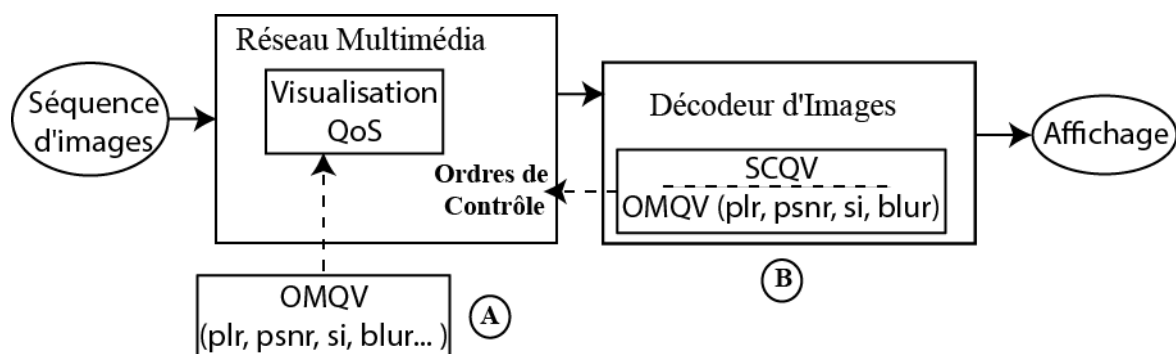 Séquence
d'images
Réseau Multimédia
Visualisation
QoS
Ordres de
Contrôle
OMQV
(plr, psnr, si, blur... )
A
Décodeur d'Images
SCQV
OMQV (plr, psnr, si, blur)
B
Affichage